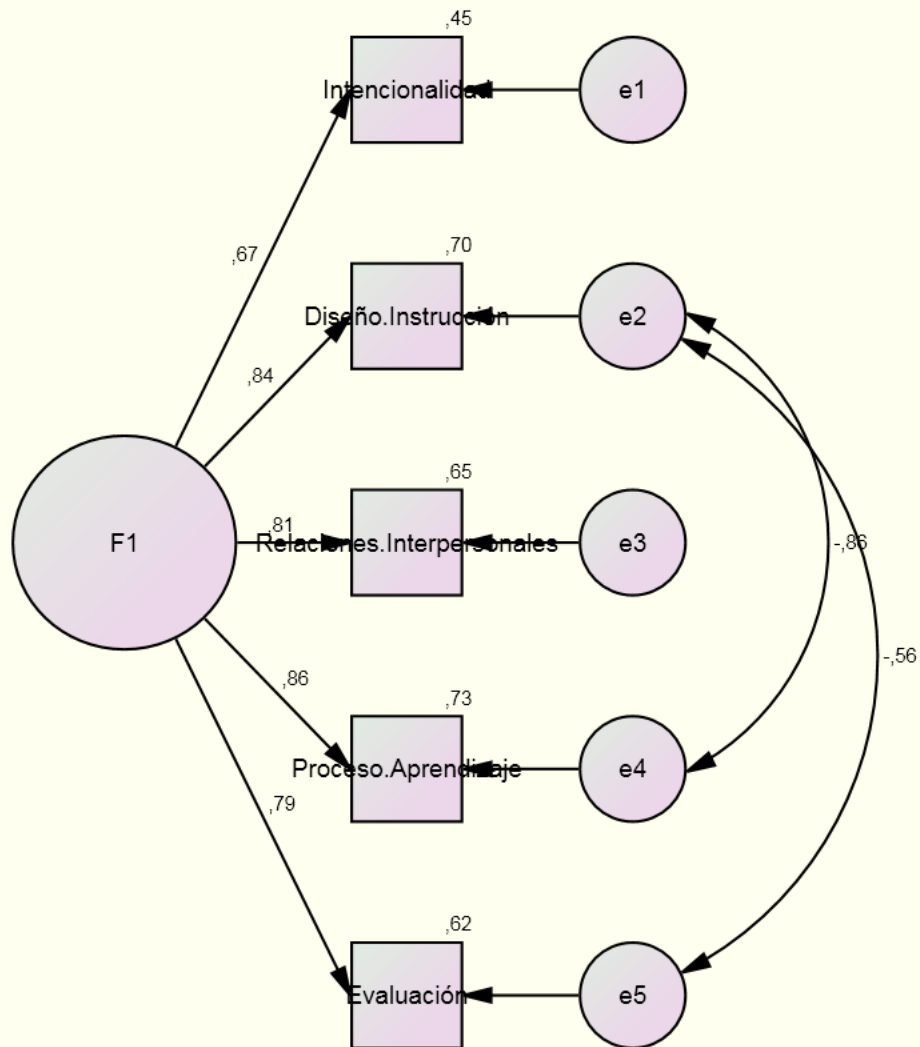 ,45
Intencionalidad
e1
,67
,70
Diseño.Instrucción
e2
,84
,65
F1
,81
Relaciones.Interpersonales
e3
-,86
-,56
,86
,73
Proceso.Aprendizaje
e4
,79
,62
Evaluación
e5